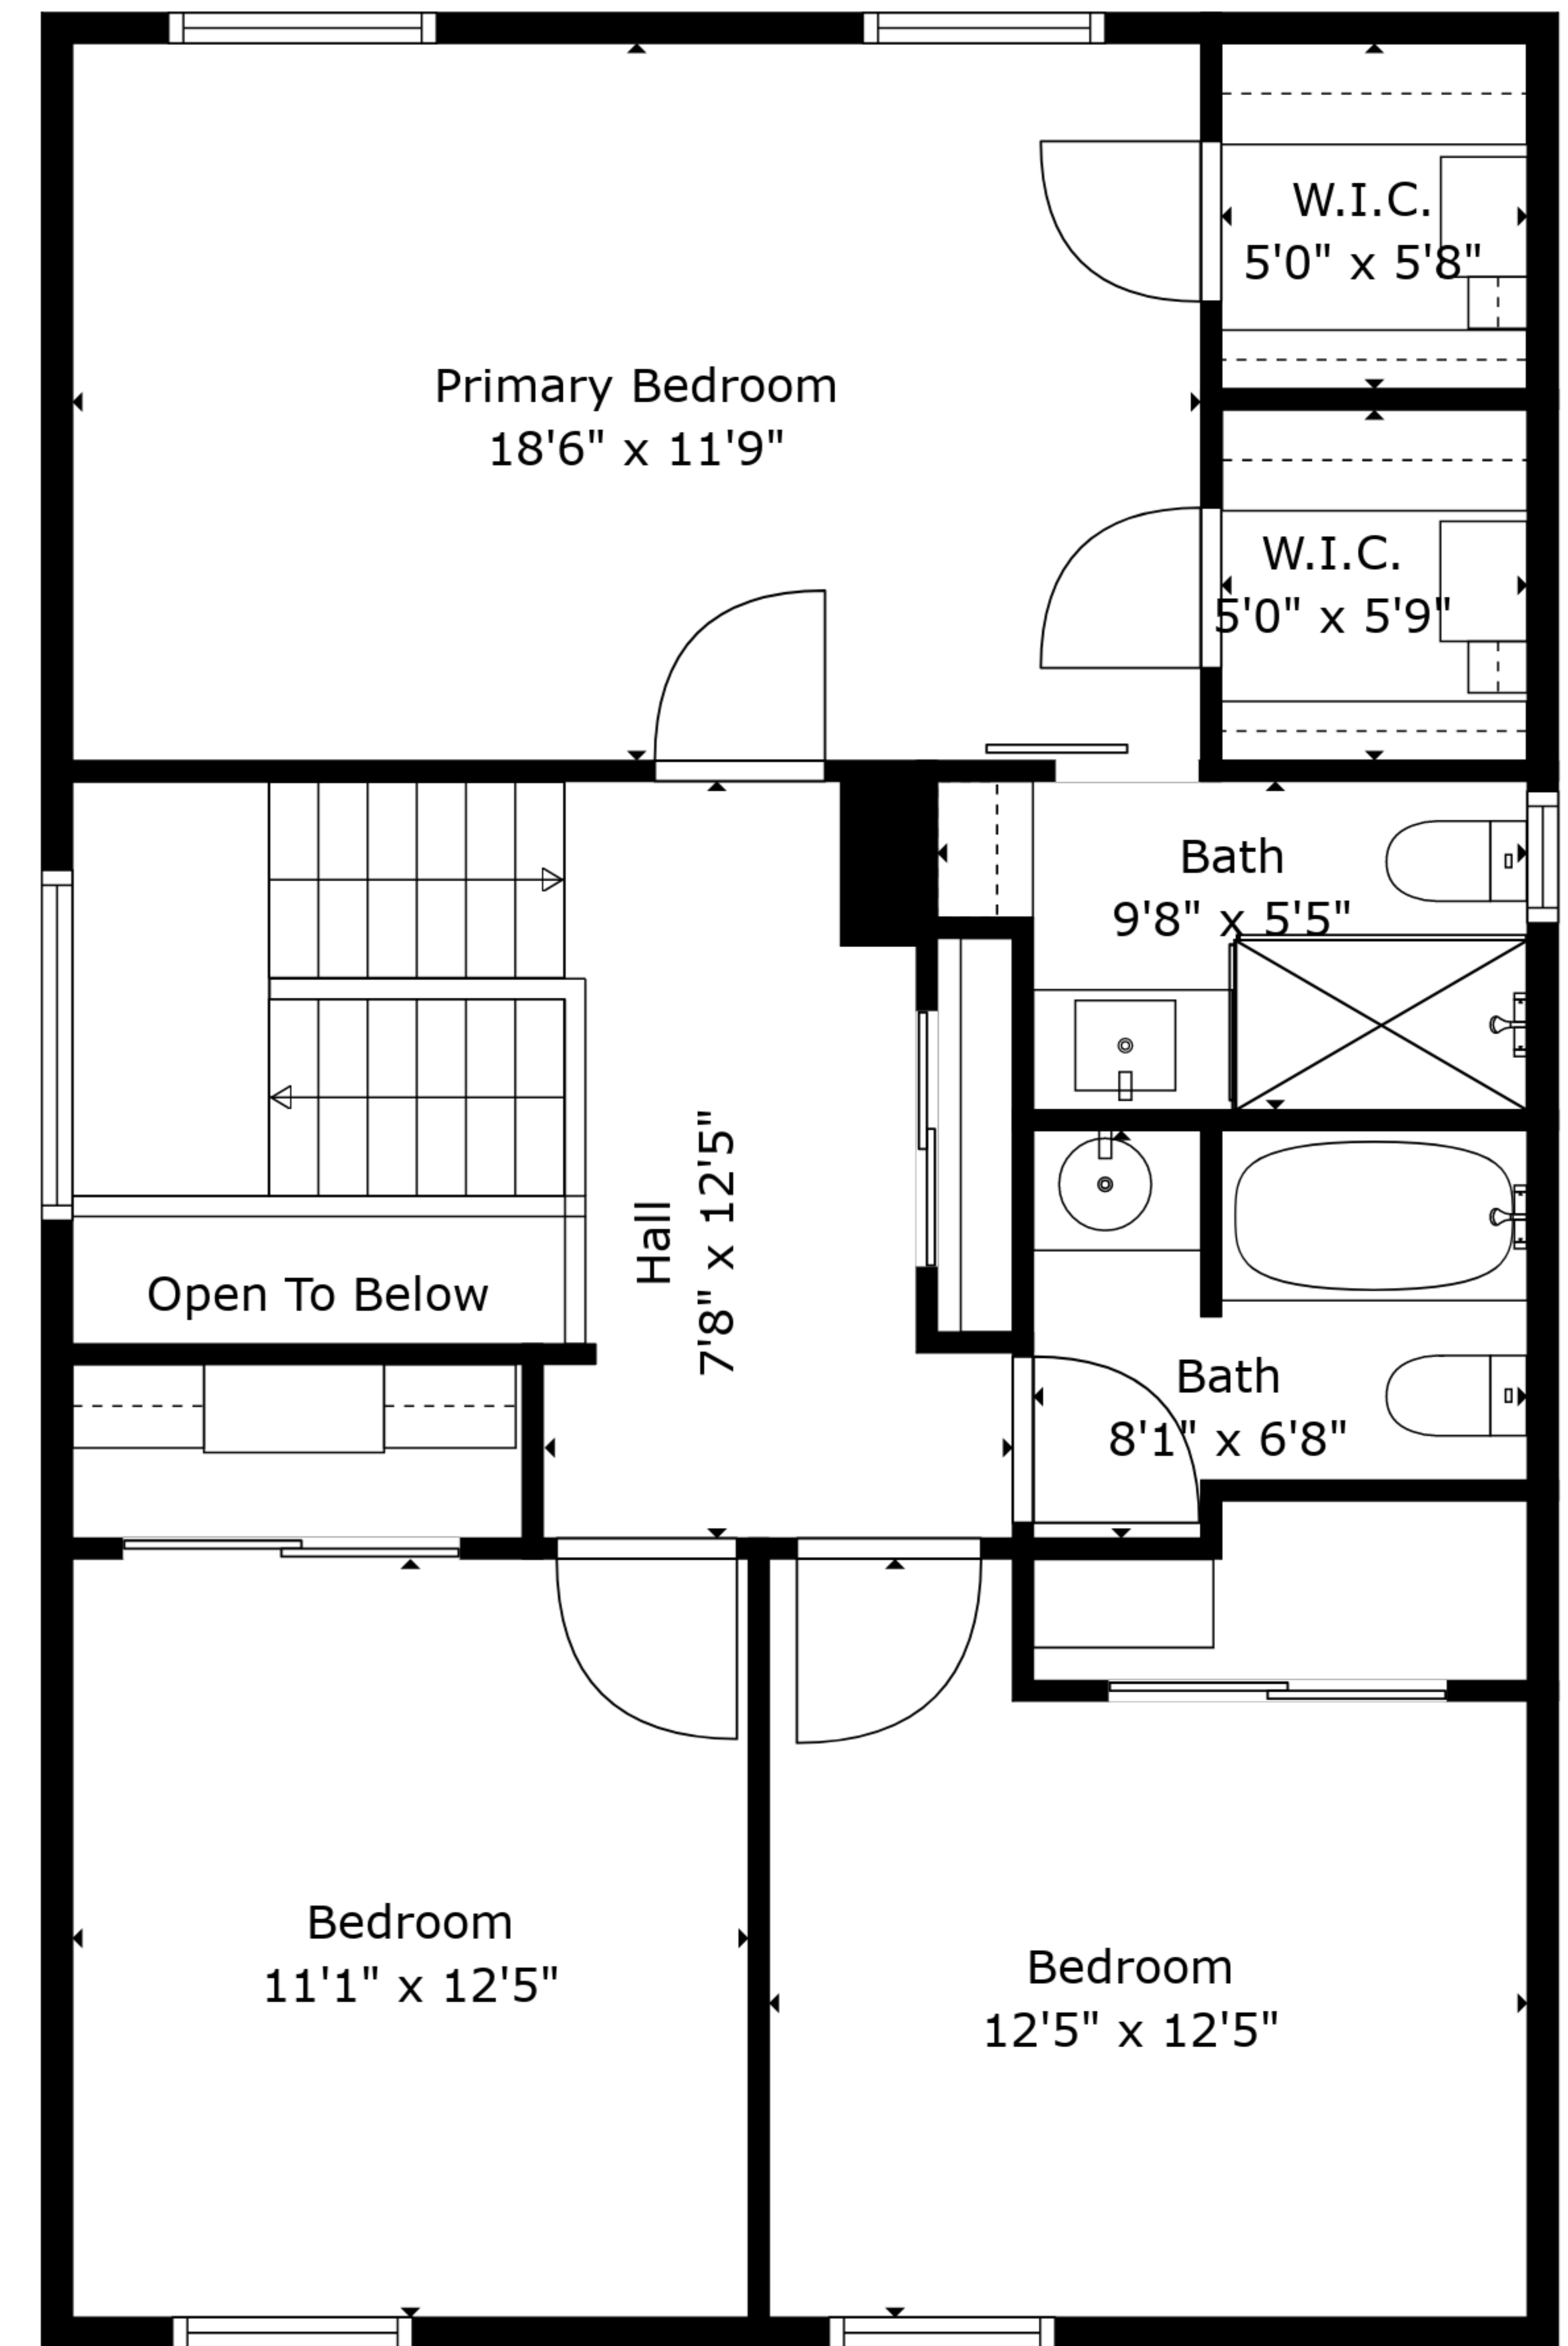 W.I.C.
5'0" x 5'8"
Primary Bedroom
18'6" x 11'9"
W.I.C.
5'0" x 5'9"
Bath
9'8" x 5'5"
Hall
7'8" x 12'5"
Open To Below
Bath
8'1" x 6'8"
Bedroom
11'1" x 12'5"
Bedroom
12'5" x 12'5"